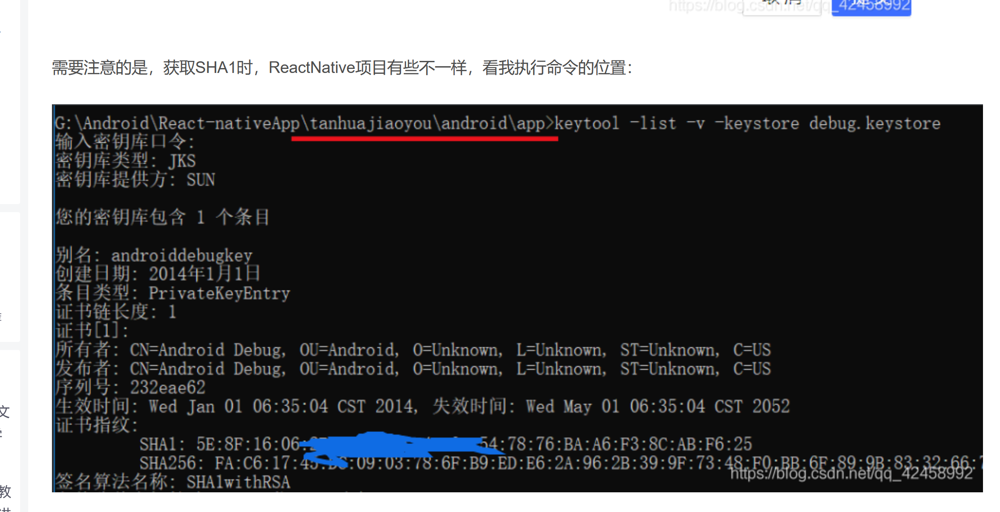 https://blog.csdn.net/qq_42458992
需要注意的是，获取SHA1时，ReactNative项目有些不一样，看我执行命令的位置：
G:\Android\React-nativeApp\tanhuajiaoyou\android\app>keytool -list -v -keystore debug.keystore
输入密钥库口令:
密钥库类型: JKS
密钥库提供方: SUN
您的密钥库包含 1 个条目
别名: androiddebugkey
创建日期: 2014年1月1日
条目类型: PrivateKeyEntry
证书链长度: 1
证书[1]:
所有者: CN=Android Debug, OU=Android, O=Unknown, L=Unknown, ST=Unknown, C=US
发布者: CN=Android Debug, OU=Android, O=Unknown, L=Unknown, ST=Unknown, C=US
序列号: 232eae62
生效时间: Wed Jan 01 06:35:04 CST 2014, 失效时间: Wed May 01 06:35:04 CST 2052
证书指纹:
SHA1: 5E:8F:16:06 54:78:76:BA:A6:F3:8C:AB:F6:25
SHA256: FA:C6:17:45:DC:09:03:78:6F:B9:ED:E6:2A:96:2B:39:9F:73:48:F0:BB:6F:89:9B:83:32:66:
https://blog.csdn.net/qq_42458992
签名算法名称: SHA1withRSA
文
教